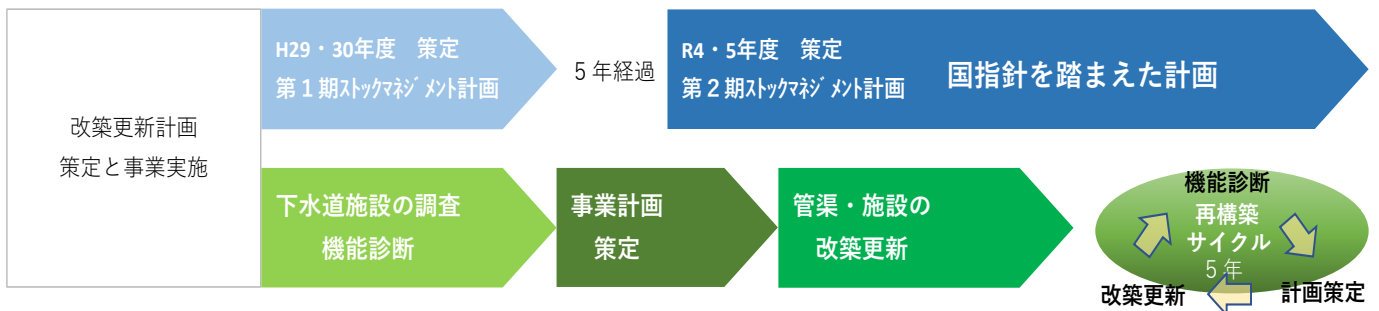 改築更新計画
策定と事業実施
H29・30年度　策定
第１期ｽﾄｯｸﾏﾈｼﾞﾒﾝﾄ計画
５年経過
R4・5年度　策定
第２期ｽﾄｯｸﾏﾈｼﾞﾒﾝﾄ計画
国指針を踏まえた計画
下水道施設の調査
機能診断
事業計画
策定
管渠・施設の
改築更新
機能診断
再構築
サイクル
５年
改築更新
計画策定